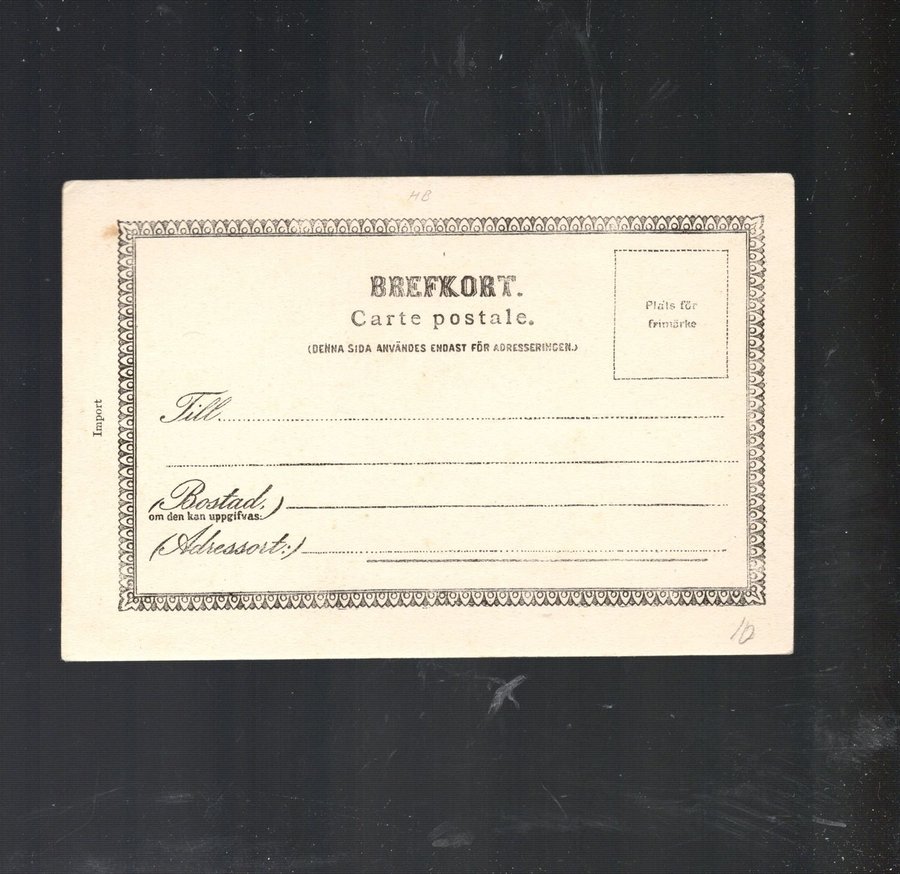 HB
BREFKORT.
Carte postale.
(DENNA SIDA ANVÄNDES ENDAST FÖR ADRESSERINGEN.)
Plats för
frimärke
Till
(Bostad,)
om den kan uppgifvas:
(Adressort:)
Import
10